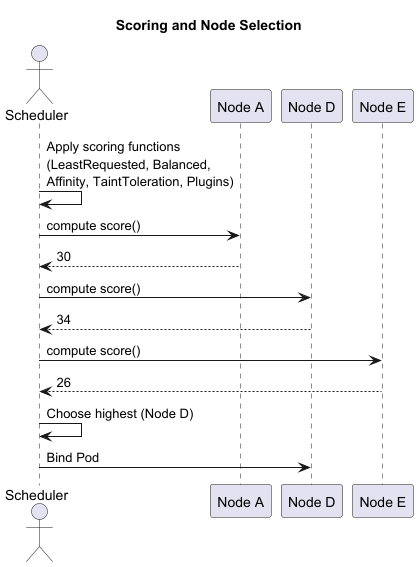 Scoring and Node Selection
Scheduler
Node A
Node D
Node E
Apply scoring functions
(LeastRequested, Balanced,
Affinity, TaintToleration, Plugins)
compute score()
30
compute score()
34
compute score()
26
Choose highest (Node D)
Bind Pod
Scheduler
Node A
Node D
Node E